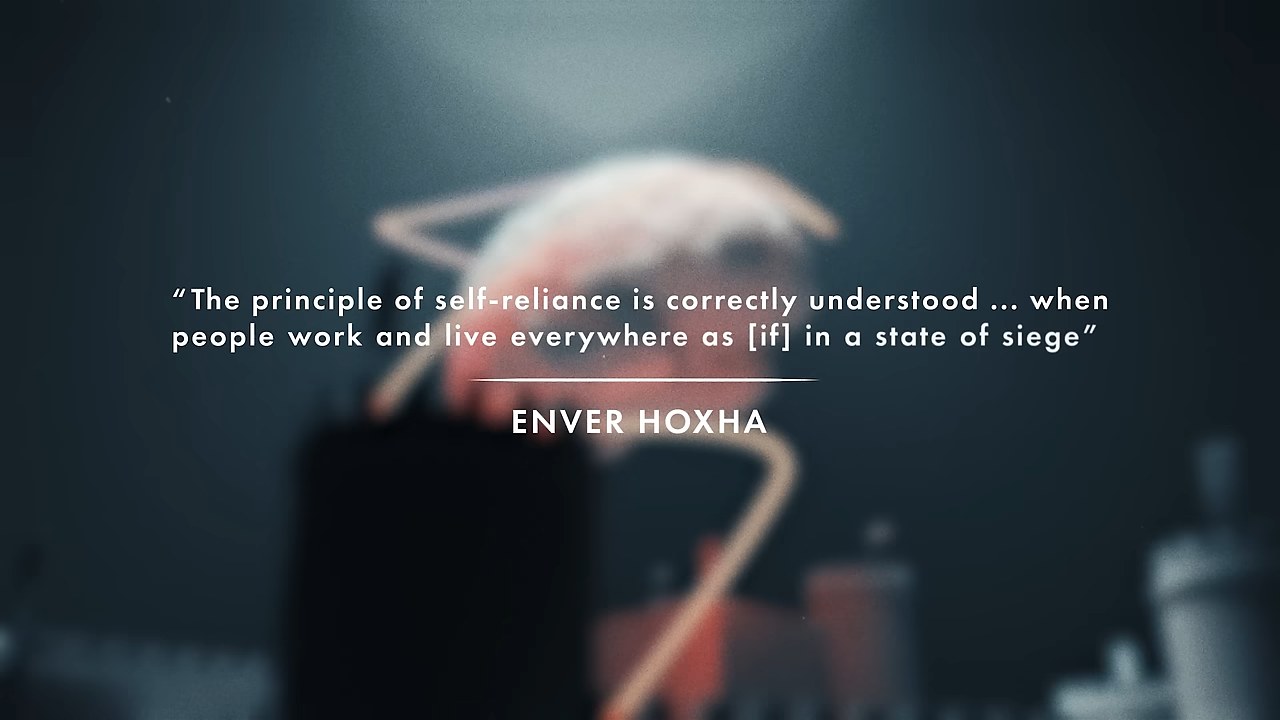 “The principle of self-reliance is correctly understood ... when
people work and live everywhere as [if] in a state of siege”
ENVER HOXHA